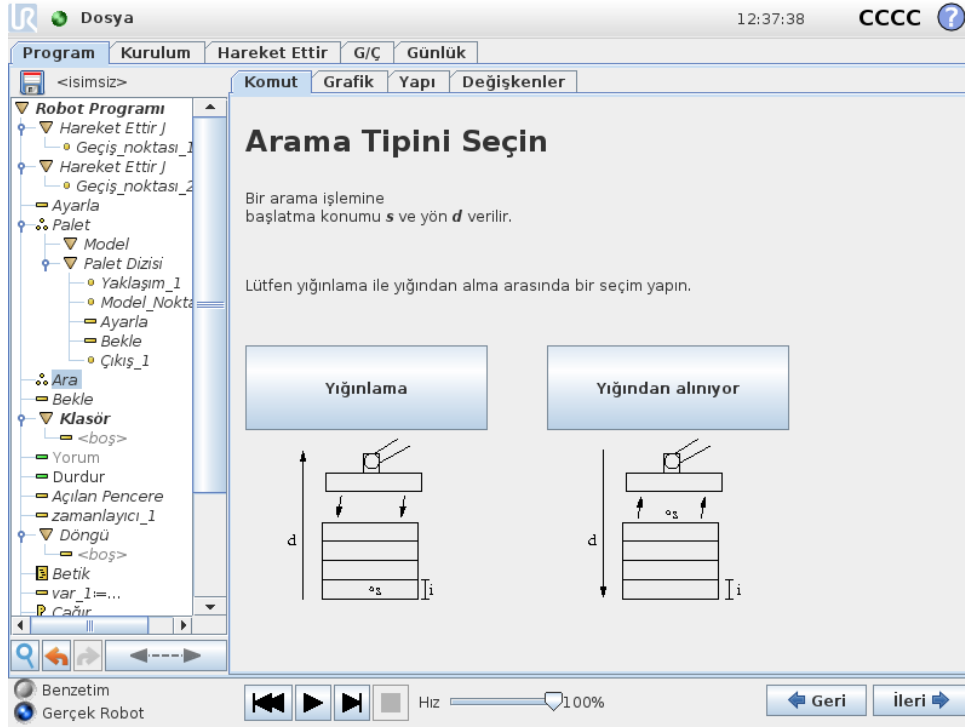 UR Dosya 12:37:38 CCCC ?
Program Kurulum Hareket Ettir G/Ç Günlük
<isimsiz>
Komut Grafik Yapı Değişkenler
Robot Programı
Hareket Ettir J
Geçiş_noktası_1
Hareket Ettir J
Geçiş_noktası_2
Ayarla
Palet
Model
Palet Dizisi
Yaklaşım_1
Model_Nokta
Ayarla
Bekle
Çıkış_1
Ara
Bekle
Klasör
<boş>
Yorum
Durdur
Açılan Pencere
zamanlayıcı_1
Döngü
<boş>
Betik
var_1:=...
Çağır
Arama Tipini Seçin
Bir arama işlemine
başlatma konumu s ve yön d verilir.
Lütfen yığınlama ile yığından alma arasında bir seçim yapın.
Yığınlama Yığından alınıyor
s
d d
s i i
Benzetim
Gerçek Robot
Hız 100%
Geri İleri